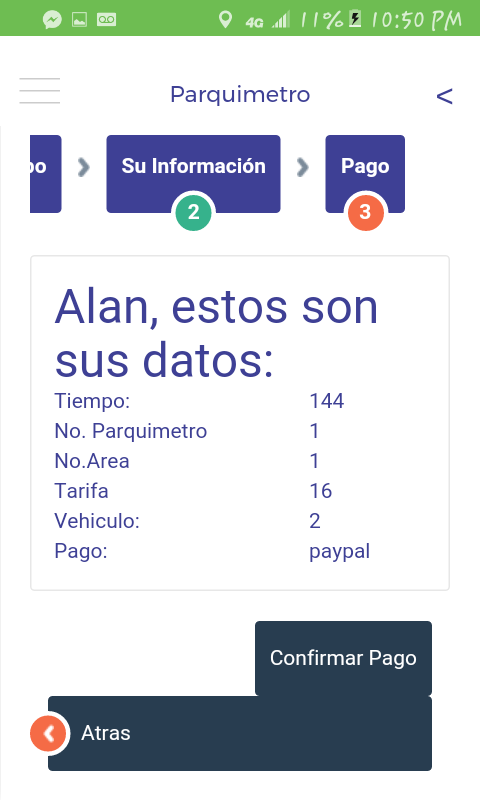 4G 11% 10:50 PM
Parquimetro <
po Su Información Pago
2 3
Alan, estos son
sus datos:
Tiempo: 144
No. Parquimetro 1
No.Area 1
Tarifa 16
Vehiculo: 2
Pago: paypal
Confirmar Pago
Atras